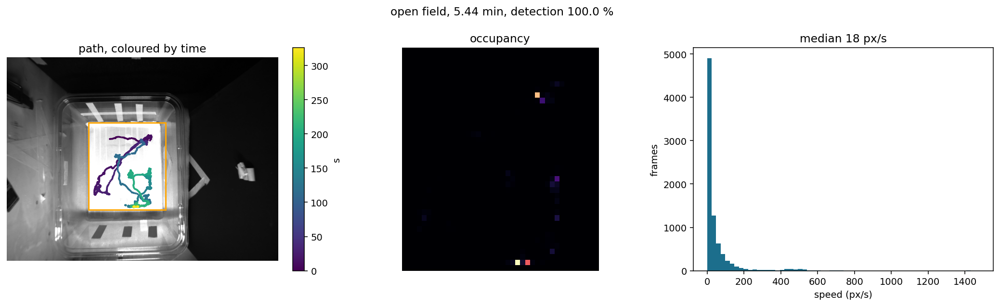 open field, 5.44 min, detection 100.0 %
path, coloured by time
300
250
200
150
100
50
0
s
occupancy
median 18 px/s
5000
4000
3000
2000
1000
0
frames
0 200 400 600 800 1000 1200 1400
speed (px/s)